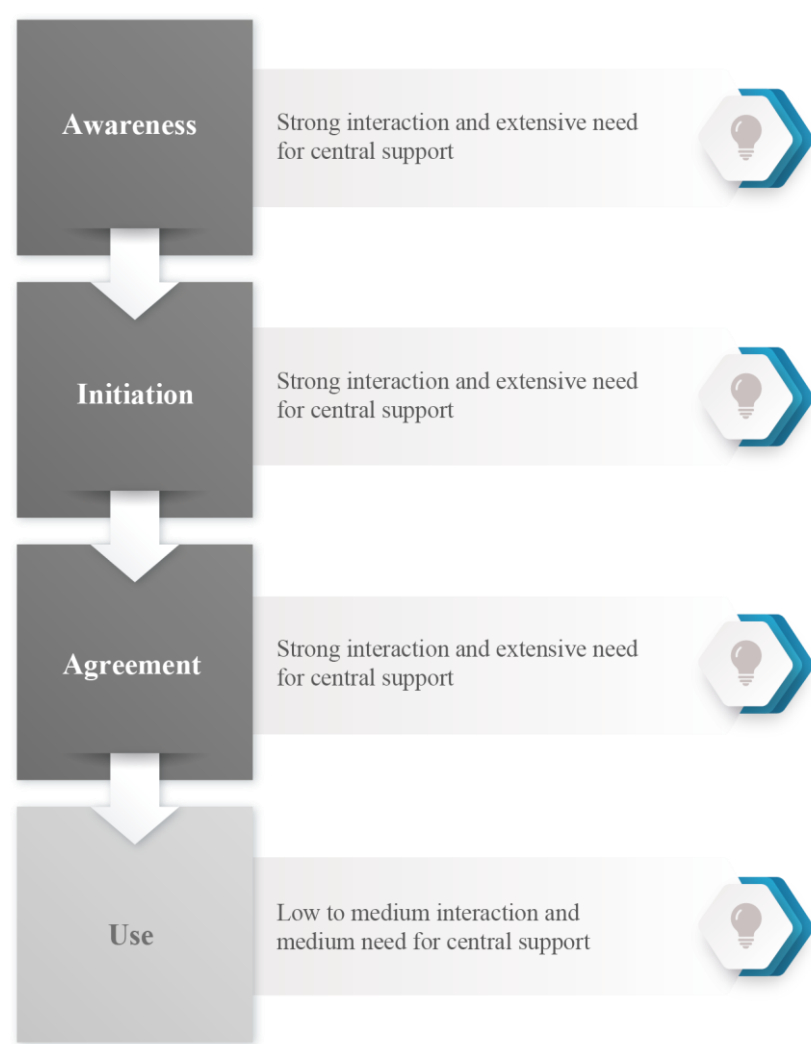 Awareness
Strong interaction and extensive need
for central support
Initiation
Strong interaction and extensive need
for central support
Agreement
Strong interaction and extensive need
for central support
Use
Low to medium interaction and
medium need for central support